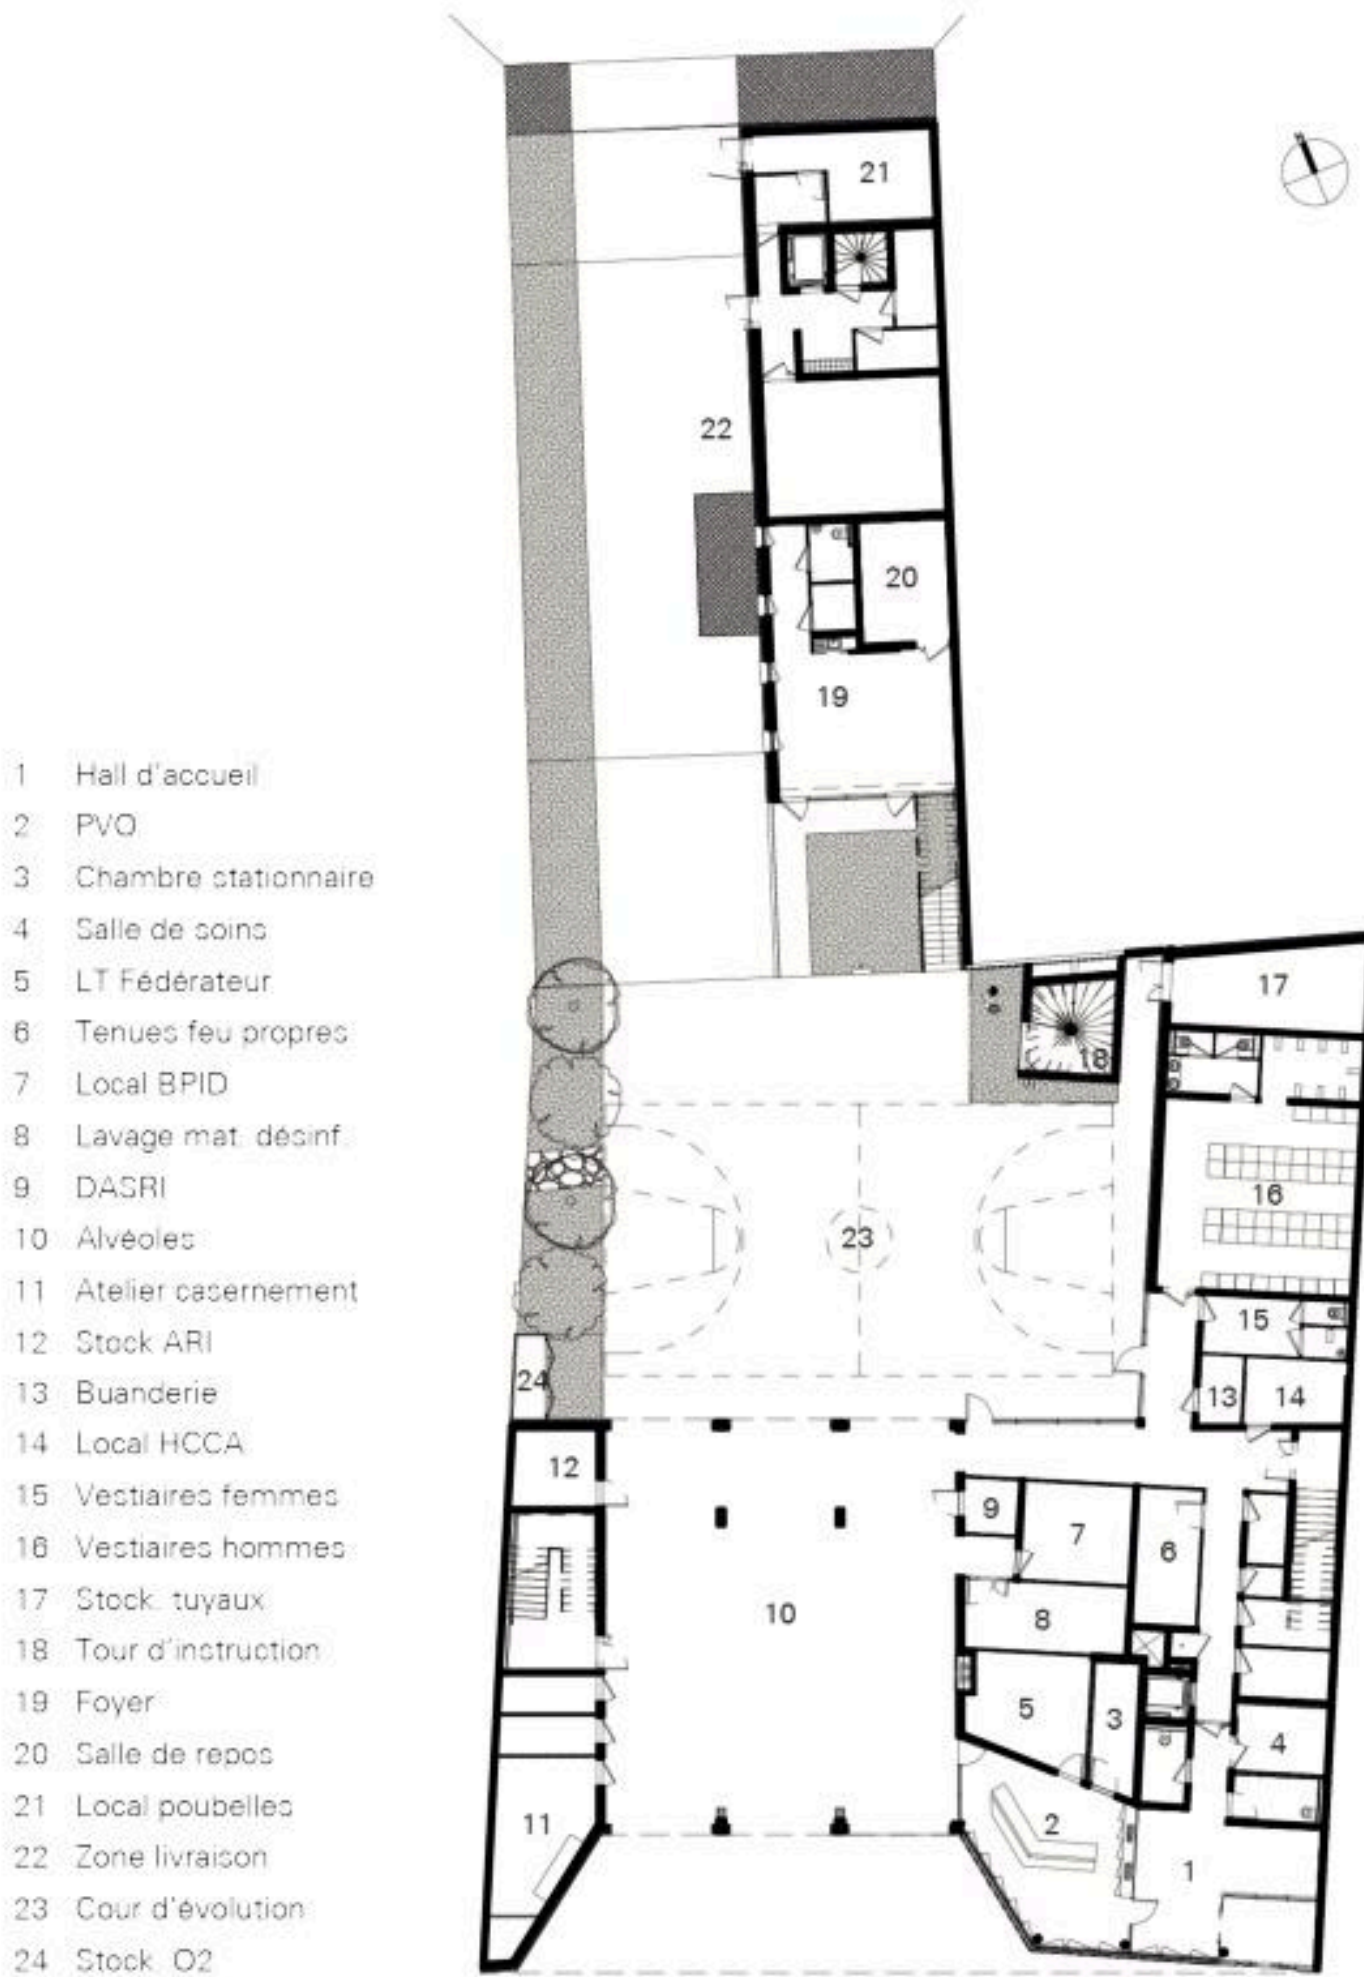 21
22
20
19
1 Hall d'accueil
2 PVO
3 Chambre stationnaire
4 Salle de soins
5 LT Fédérateur
6 Tenues feu propres
7 Local BPID
8 Lavage mat. désinf.
9 DASRI
10 Alvéoles
11 Atelier casernement
12 Stock ARI
13 Buanderie
14 Local HCCA
15 Vestiaires femmes
16 Vestiaires hommes
17 Stock. tuyaux
18 Tour d'instruction
19 Foyer
20 Salle de repos
21 Local poubelles
22 Zone livraison
23 Cour d'évolution
24 Stock. O2
17
18
16
23
15
24
13 14
12
9
7
6
10
8
5
3
4
11
2
1